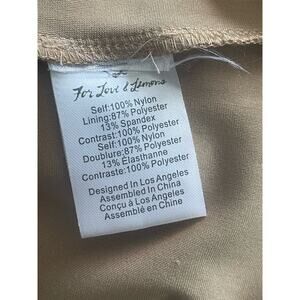 For Love & Lemons
Self:100% Nylon
Lining:87% Polyester
13% Spandex
Contrast:100% Polyester
Self:100% Nylon
Doublure:87% Polyester
13% Élasthanne
Contraste:100% Polyester
Designed In Los Angeles
Assembled In China
Conçu à Los Angeles
Assemblé en Chine